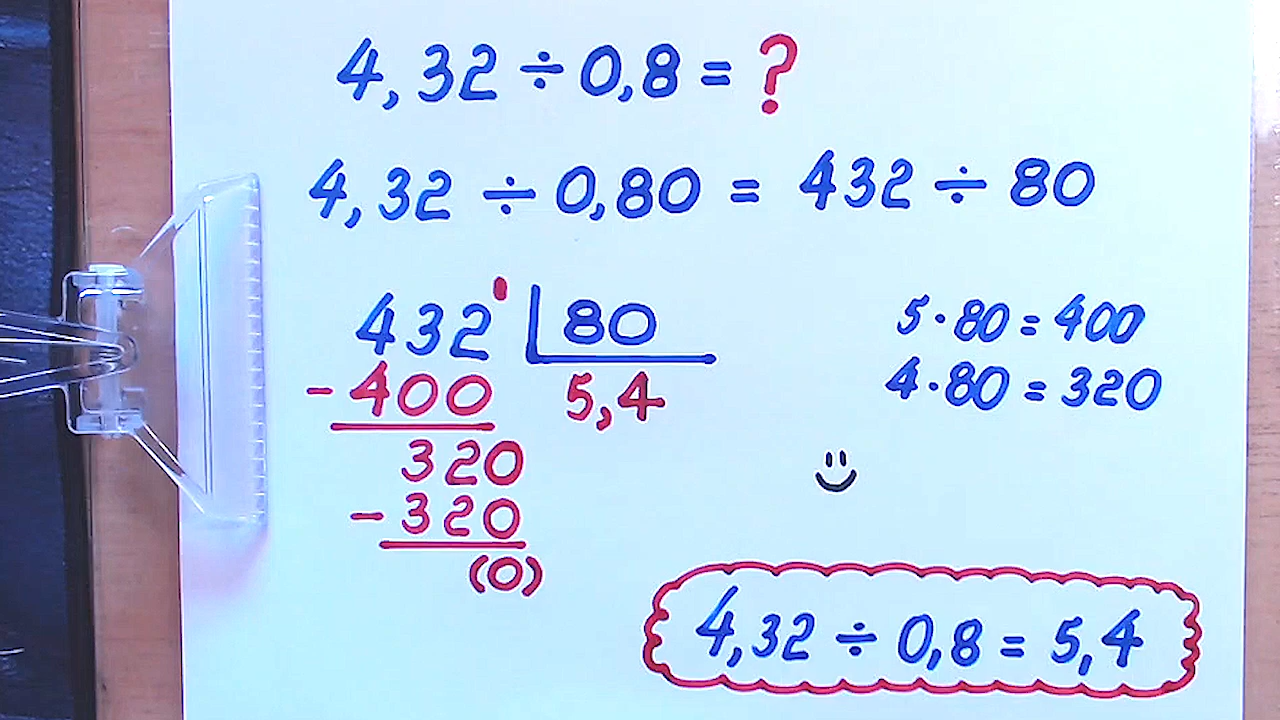 4,32 ÷ 0,8 = ?
4,32 ÷ 0,80 = 432 ÷ 80
432' 80
- 400 5,4
320
- 320
(0)
5·80 = 400
4·80 = 320
4,32 ÷ 0,8 = 5,4